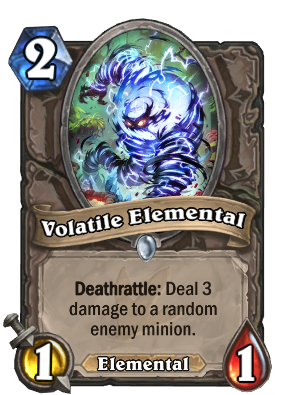 2
Volatile Elemental
Deathrattle: Deal 3
damage to a random
enemy minion.
1
Elemental
1